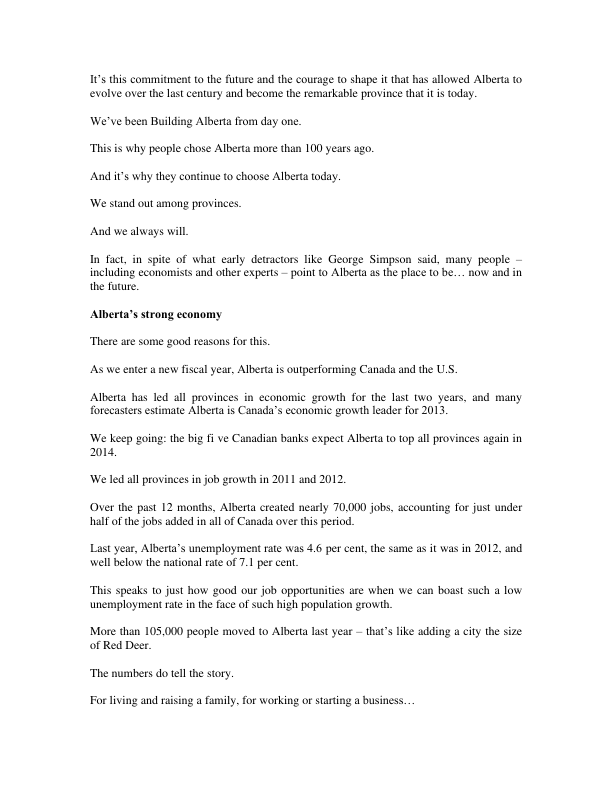 It's this commitment to the future and the courage to shape it that has allowed Alberta to
evolve over the last century and become the remarkable province that it is today.
We've been Building Alberta from day one.
This is why people chose Alberta more than 100 years ago.
And it's why they continue to choose Alberta today.
We stand out among provinces.
And we always will.
In fact, in spite of what early detractors like George Simpson said, many people –
including economists and other experts – point to Alberta as the place to be… now and in
the future.
Alberta's strong economy
There are some good reasons for this.
As we enter a new fiscal year, Alberta is outperforming Canada and the U.S.
Alberta has led all provinces in economic growth for the last two years, and many
forecasters estimate Alberta is Canada's economic growth leader for 2013.
We keep going: the big fi ve Canadian banks expect Alberta to top all provinces again in
2014.
We led all provinces in job growth in 2011 and 2012.
Over the past 12 months, Alberta created nearly 70,000 jobs, accounting for just under
half of the jobs added in all of Canada over this period.
Last year, Alberta's unemployment rate was 4.6 per cent, the same as it was in 2012, and
well below the national rate of 7.1 per cent.
This speaks to just how good our job opportunities are when we can boast such a low
unemployment rate in the face of such high population growth.
More than 105,000 people moved to Alberta last year – that's like adding a city the size
of Red Deer.
The numbers do tell the story.
For living and raising a family, for working or starting a business…